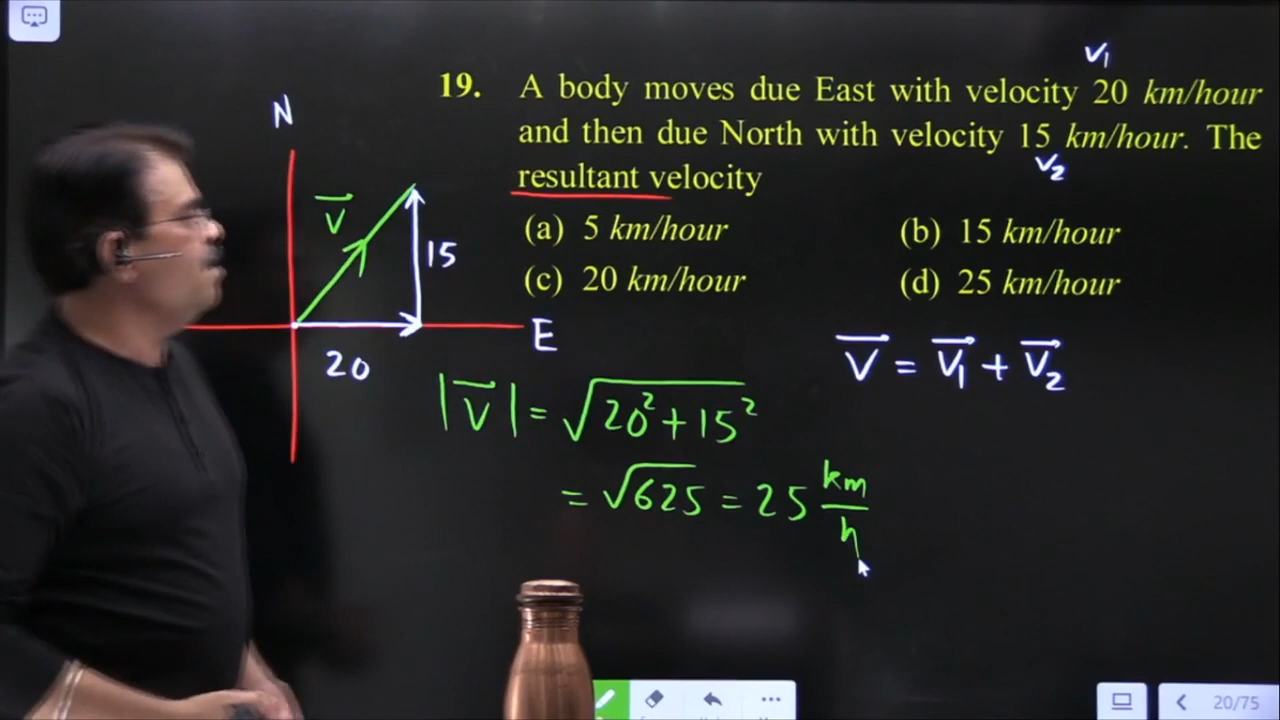 V₁
19. A body moves due East with velocity 20 km/hour
and then due North with velocity 15 km/hour. The
V₂
resultant velocity
(a) 5 km/hour (b) 15 km/hour
(c) 20 km/hour (d) 25 km/hour
N
V⃗
15
E
20
V⃗ = V⃗₁ + V⃗₂
|V⃗| = √(20² + 15²)
= √625 = 25 km/h
20/75